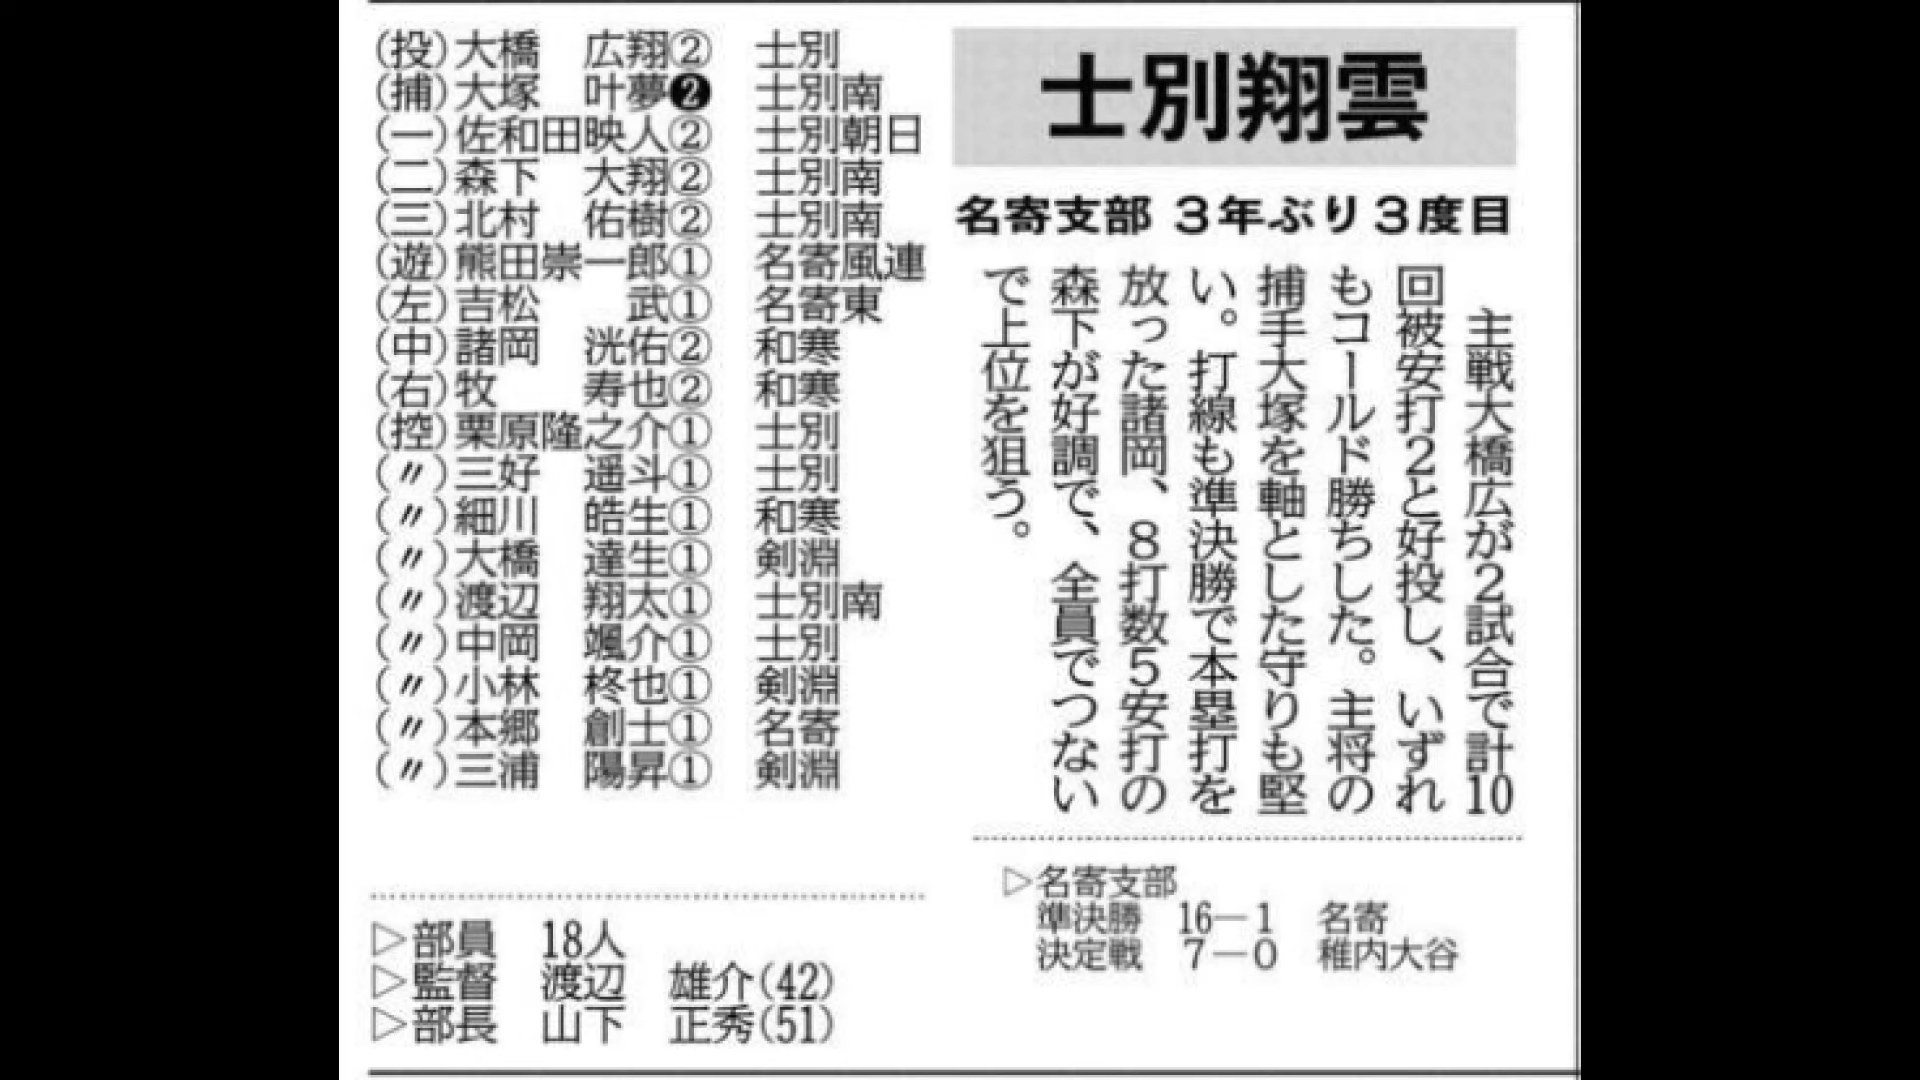 士別翔雲
名寄支部 3年ぶり3度目
主戦大橋広が2試合で計10
回被安打2と好投し、いずれ
もコールド勝ちした。主将の
捕手大塚を軸とした守りも堅
い。打線も準決勝で本塁打を
放った諸岡、8打数5安打の
森下が好調で、全員でつない
で上位を狙う。
▷名寄支部
準決勝 16―1 名寄
決定戦 7―0 稚内大谷
(投)大橋 広翔② 士別
(捕)大塚 叶夢❷ 士別南
(一)佐和田映人② 士別朝日
(二)森下 大翔② 士別南
(三)北村 佑樹② 士別南
(遊)熊田崇一郎① 名寄風連
(左)吉松 武① 名寄東
(中)諸岡 洸佑② 和寒
(右)牧 寿也② 和寒
(控)栗原隆之介① 士別
(〃)三好 遥斗① 士別
(〃)細川 皓生① 和寒
(〃)大橋 達生① 剣淵
(〃)渡辺 翔太① 士別南
(〃)中岡 颯介① 士別
(〃)小林 柊也① 剣淵
(〃)本郷 創士① 名寄
(〃)三浦 陽昇① 剣淵
▷部員 18人
▷監督 渡辺 雄介(42)
▷部長 山下 正秀(51)